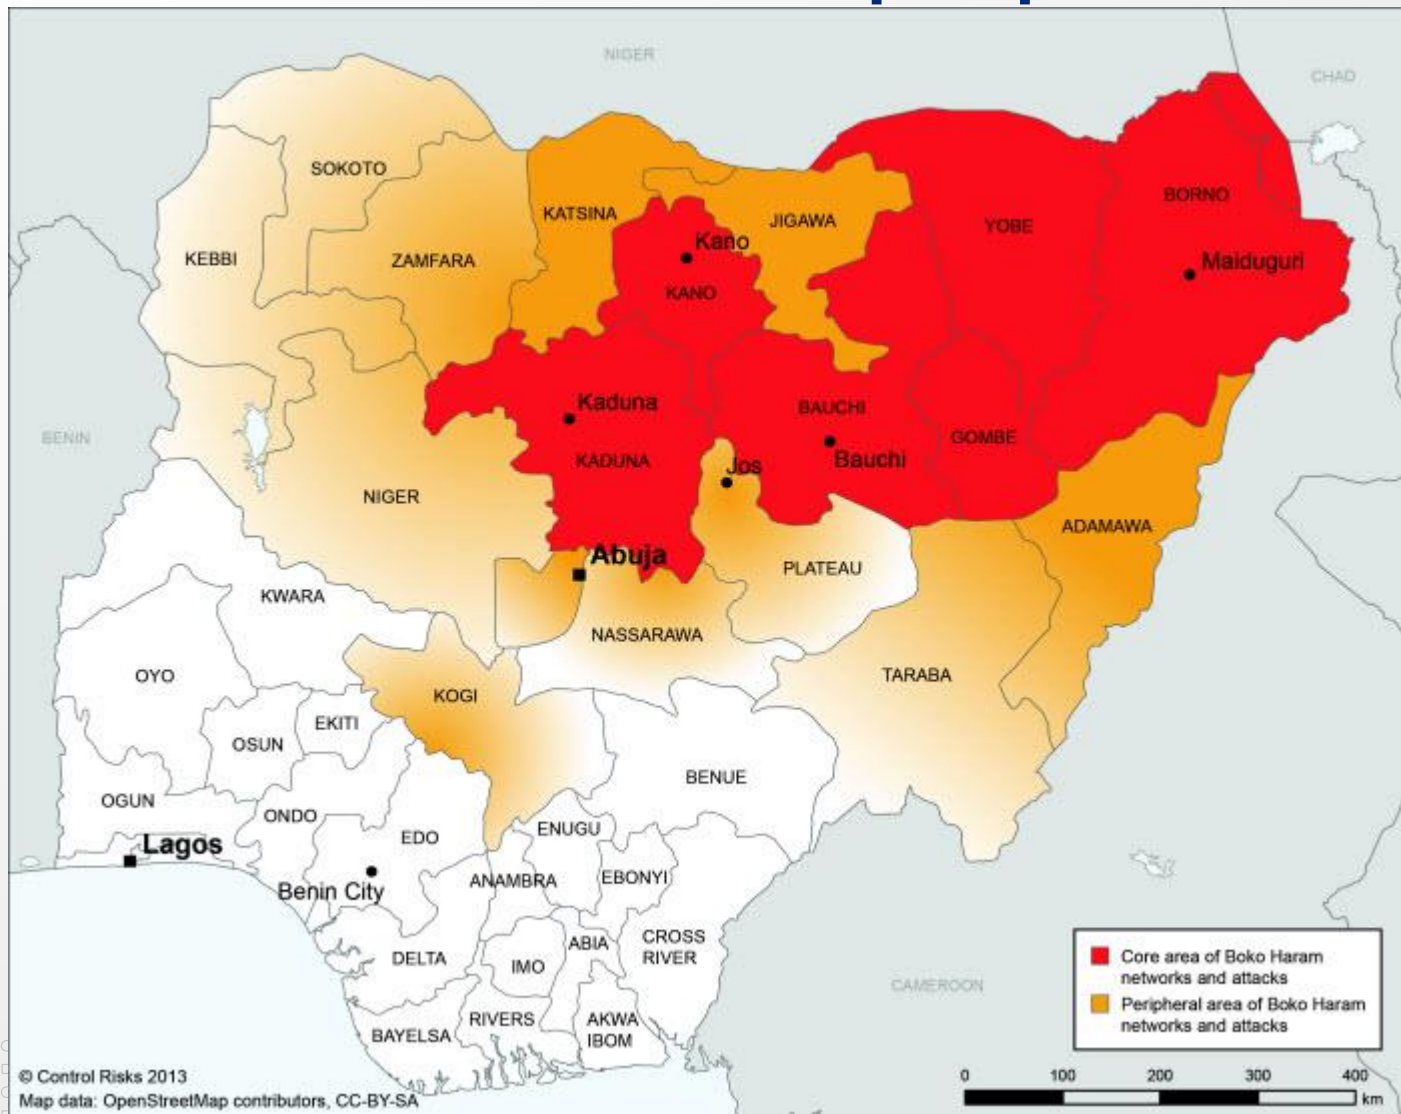 NIGER
CHAD
SOKOTO
KATSINA
JIGAWA
BORNO
YOBE
KEBBI
ZAMFARA
Kano
KANO
Maiduguri
Kaduna
BAUCHI
BENIN
KADUNA
Jos
Bauchi
GOMBE
NIGER
ADAMAWA
Abuja
PLATEAU
KWARA
NASSARAWA
OYO
KOGI
TARABA
EKITI
OSUN
BENUE
OGUN
ONDO
EDO
ENUGU
Lagos
Benin City
ANAMBRA
EBONYI
DELTA
IMO
ABIA
CROSS
RIVER
CAMEROON
BAYELSA
RIVERS
AKWA
IBOM
Core area of Boko Haram
networks and attacks
Peripheral area of Boko Haram
networks and attacks
© Control Risks 2013
Map data: OpenStreetMap contributors, CC-BY-SA
0 100 200 300 400
km